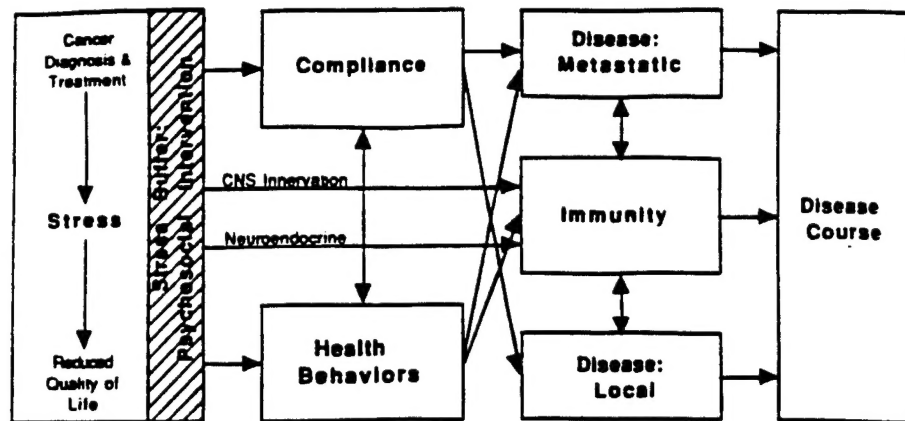 Cancer
Diagnosis &
Treatment
Stress
Reduced
Quality of
Life
Stress Buffer:
Psychosocial Intervention
Compliance
CNS Innervation
Neuroendocrine
Health
Behaviors
Disease:
Metastatic
Immunity
Disease:
Local
Disease
Course